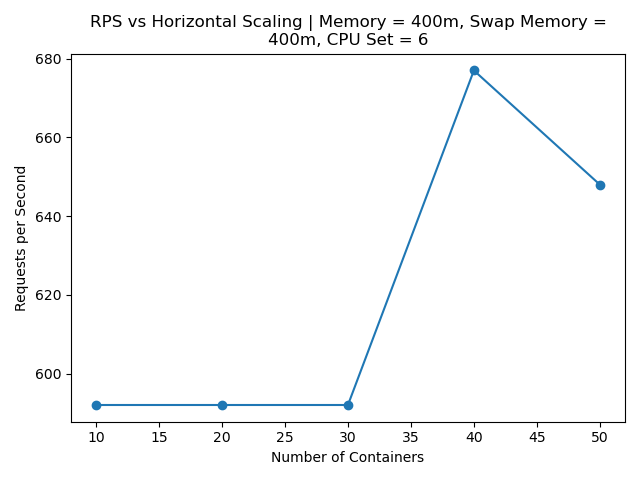 RPS vs Horizontal Scaling | Memory = 400m, Swap Memory =
400m, CPU Set = 6
680
660
640
620
600
Requests per Second
10 15 20 25 30 35 40 45 50
Number of Containers